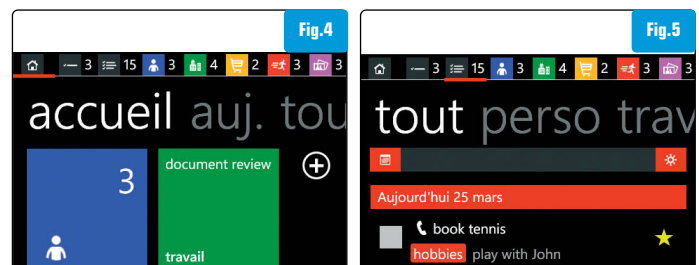 Fig.4
3 15 3 4 2 3 3
accueil auj. tou
3
document review
travail
Fig.5
3 15 3 4 2 3 3
tout perso trav
Aujourd'hui 25 mars
book tennis
hobbies play with John